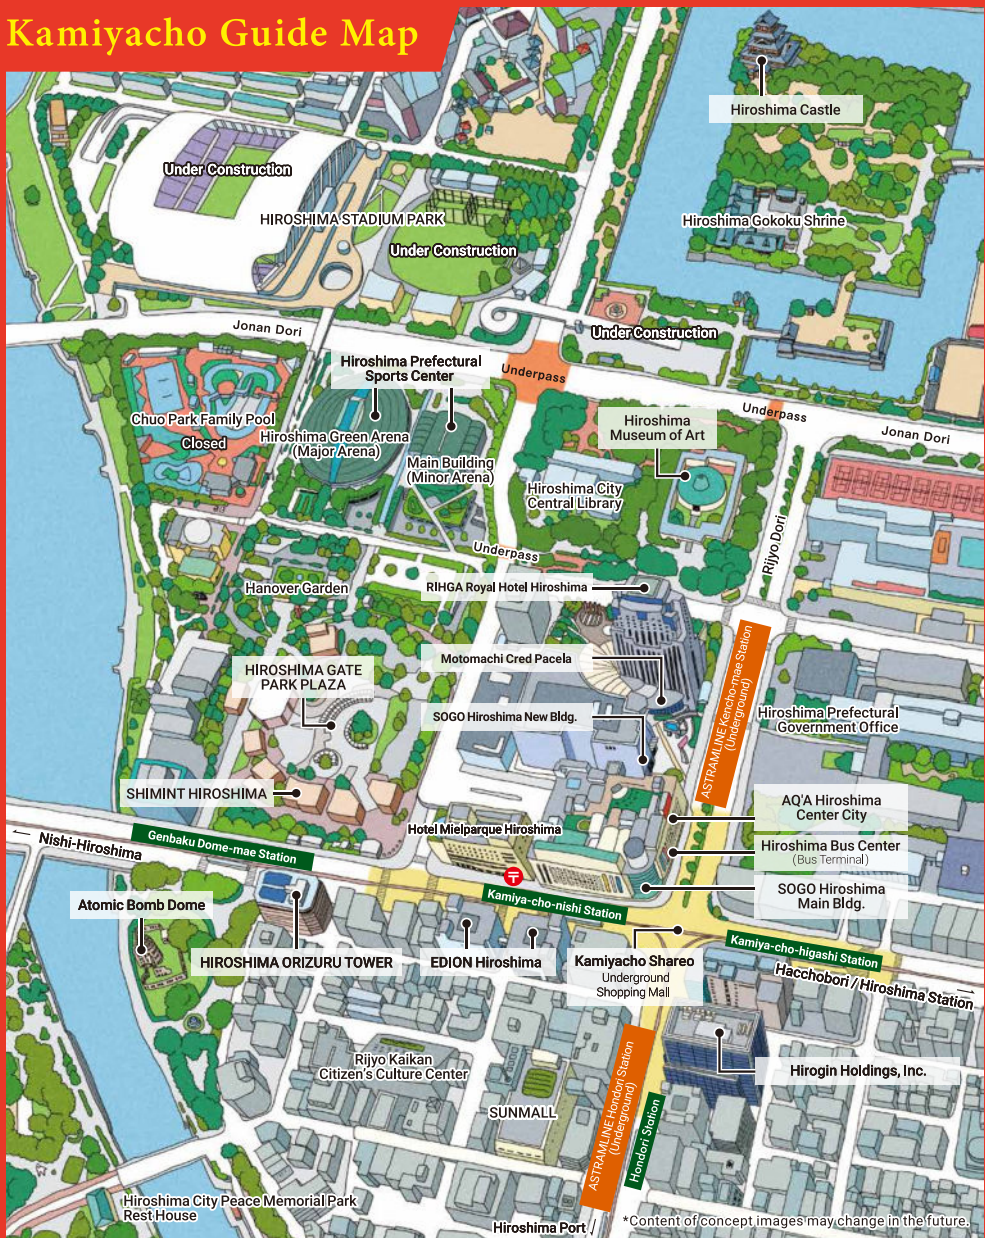 Kamiyacho Guide Map
Hiroshima Castle
Under Construction
HIROSHIMA STADIUM PARK
Hiroshima Gokoku Shrine
Under Construction
Jonan Dori
Under Construction
Hiroshima Prefectural
Sports Center
Underpass
Underpass
Jonan Dori
Chuo Park Family Pool
Closed
Hiroshima Green Arena
(Major Arena)
Main Building
(Minor Arena)
Hiroshima
Museum of Art
Hiroshima City
Central Library
Rijyo Dori
Underpass
Hanover Garden
RIHGA Royal Hotel Hiroshima
Motomachi Cred Pacela
HIROSHIMA GATE
PARK PLAZA
SOGO Hiroshima New Bldg.
ASTRAMLINE Kencho-mae Station
(Underground)
Hiroshima Prefectural
Government Office
SHIMINT HIROSHIMA
AQ'A Hiroshima
Center City
Hotel Mielparque Hiroshima
Hiroshima Bus Center
(Bus Terminal)
Nishi-Hiroshima
Genbaku Dome-mae Station
〒
SOGO Hiroshima
Main Bldg.
Kamiya-cho-nishi Station
Atomic Bomb Dome
HIROSHIMA ORIZURU TOWER
EDION Hiroshima
Kamiyacho Shareo
Underground
Shopping Mall
Kamiya-cho-higashi Station
Hacchobori / Hiroshima Station
Rijyo Kaikan
Citizen's Culture Center
Hirogin Holdings, Inc.
SUNMALL
ASTRAMLINE Hondori Station
(Underground)
Hondori Station
Hiroshima City Peace Memorial Park
Rest House
Hiroshima Port
*Content of concept images may change in the future.